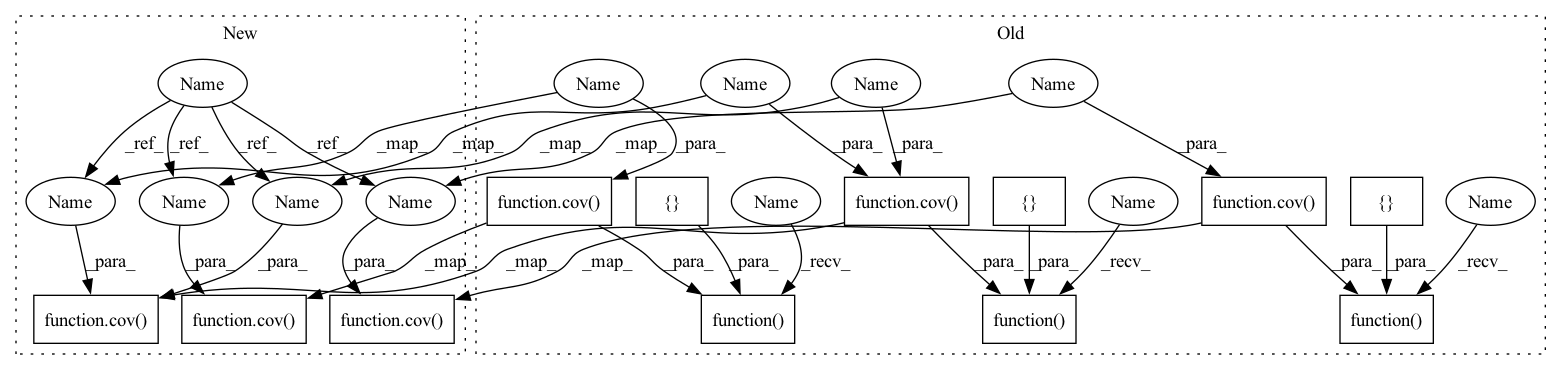 New
Old
Name
Name
Name
Name
Name
_ref_
_ref_
_ref_
_ref_
_map_
_map_
_map_
_map_
_para_
_para_
_para_
_para_
Name
Name
Name
Name
function.cov()
{}
Name
function.cov()
{}
Name
function.cov()
{}
Name
_para_
_para_
_para_
_para_
_map_
_map_
_map_
_para_
_para_
_recv_
_para_
_para_
_recv_
_para_
_para_
_recv_
function.cov()
function.cov()
function.cov()
function()
function()
function()